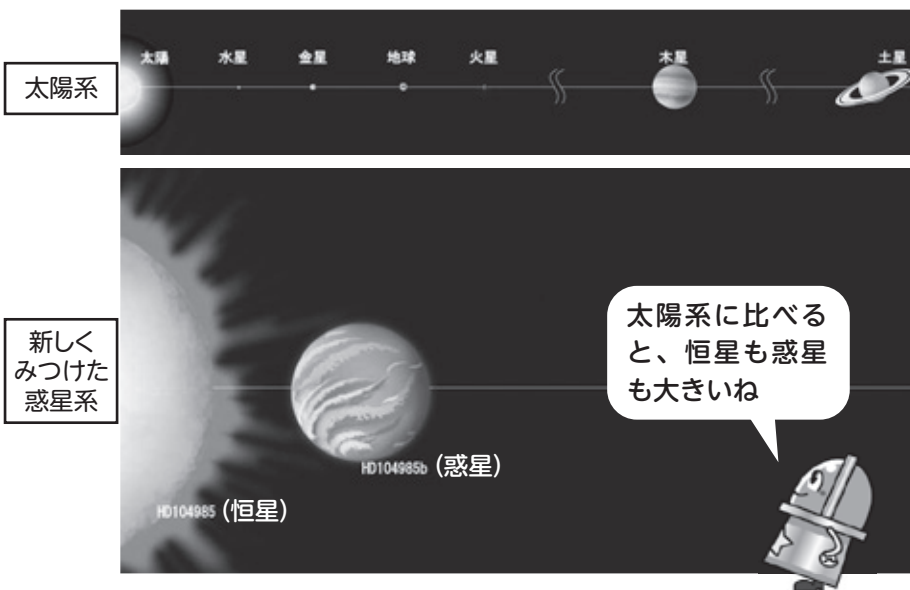 太陽系
太陽
水星
金星
地球
火星
木星
土星
新しく
みつけた
惑星系
太陽系に比べる
と、恒星も惑星
も大きいね
HD104985b (惑星)
HD104985 (恒星)